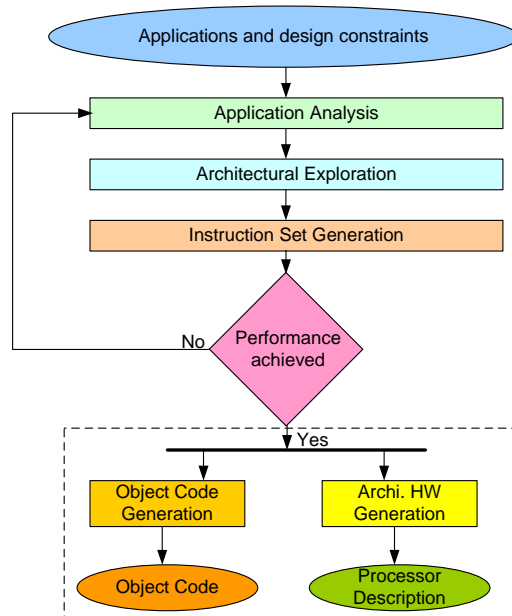 Applications and design constraints
Application Analysis
Architectural Exploration
Instruction Set Generation
Performance
achieved
No
Yes
Object Code
Generation
Archi. HW
Generation
Object Code
Processor
Description